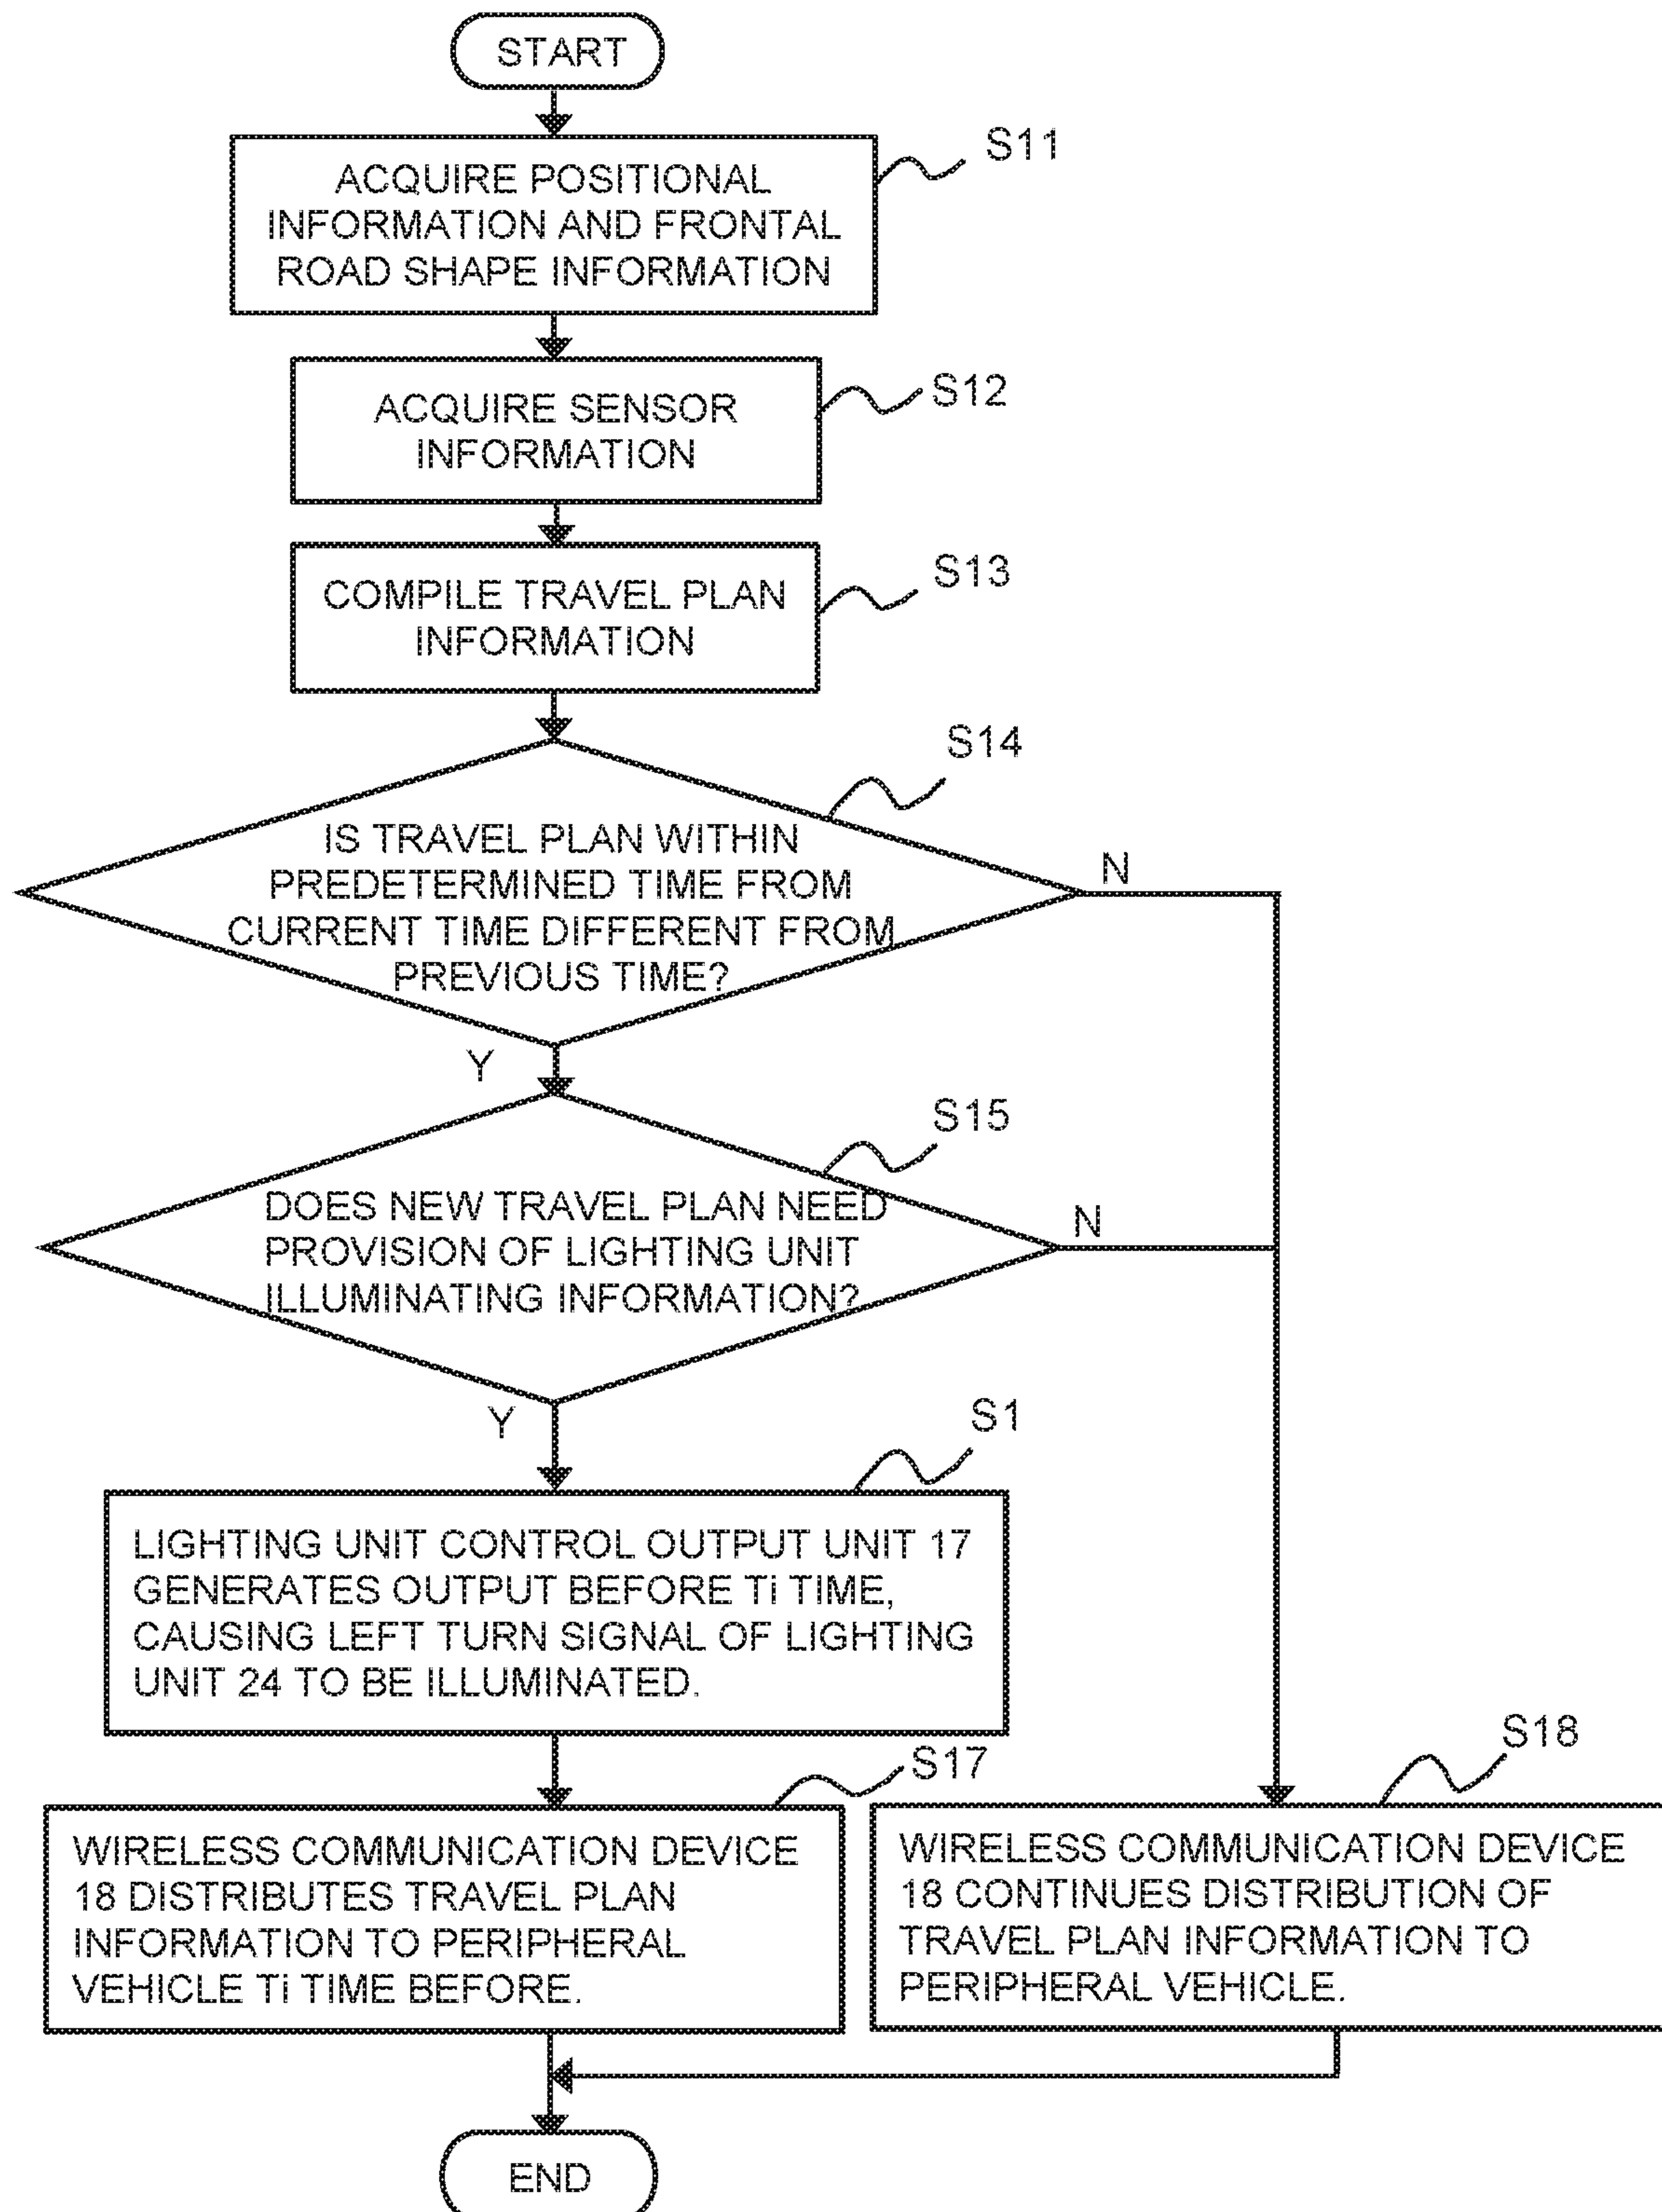 START
S11
ACQUIRE POSITIONAL
INFORMATION AND FRONTAL
ROAD SHAPE INFORMATION
S12
ACQUIRE SENSOR
INFORMATION
S13
COMPILE TRAVEL PLAN
INFORMATION
S14
IS TRAVEL PLAN WITHIN
PREDETERMINED TIME FROM
CURRENT TIME DIFFERENT FROM
PREVIOUS TIME?
N
Y
S15
DOES NEW TRAVEL PLAN NEED
PROVISION OF LIGHTING UNIT
ILLUMINATING INFORMATION?
N
Y
S1
LIGHTING UNIT CONTROL OUTPUT UNIT 17
GENERATES OUTPUT BEFORE Ti TIME,
CAUSING LEFT TURN SIGNAL OF LIGHTING
UNIT 24 TO BE ILLUMINATED.
S17
WIRELESS COMMUNICATION DEVICE
18 DISTRIBUTES TRAVEL PLAN
INFORMATION TO PERIPHERAL
VEHICLE Ti TIME BEFORE.
S18
WIRELESS COMMUNICATION DEVICE
18 CONTINUES DISTRIBUTION OF
TRAVEL PLAN INFORMATION TO
PERIPHERAL VEHICLE.
END